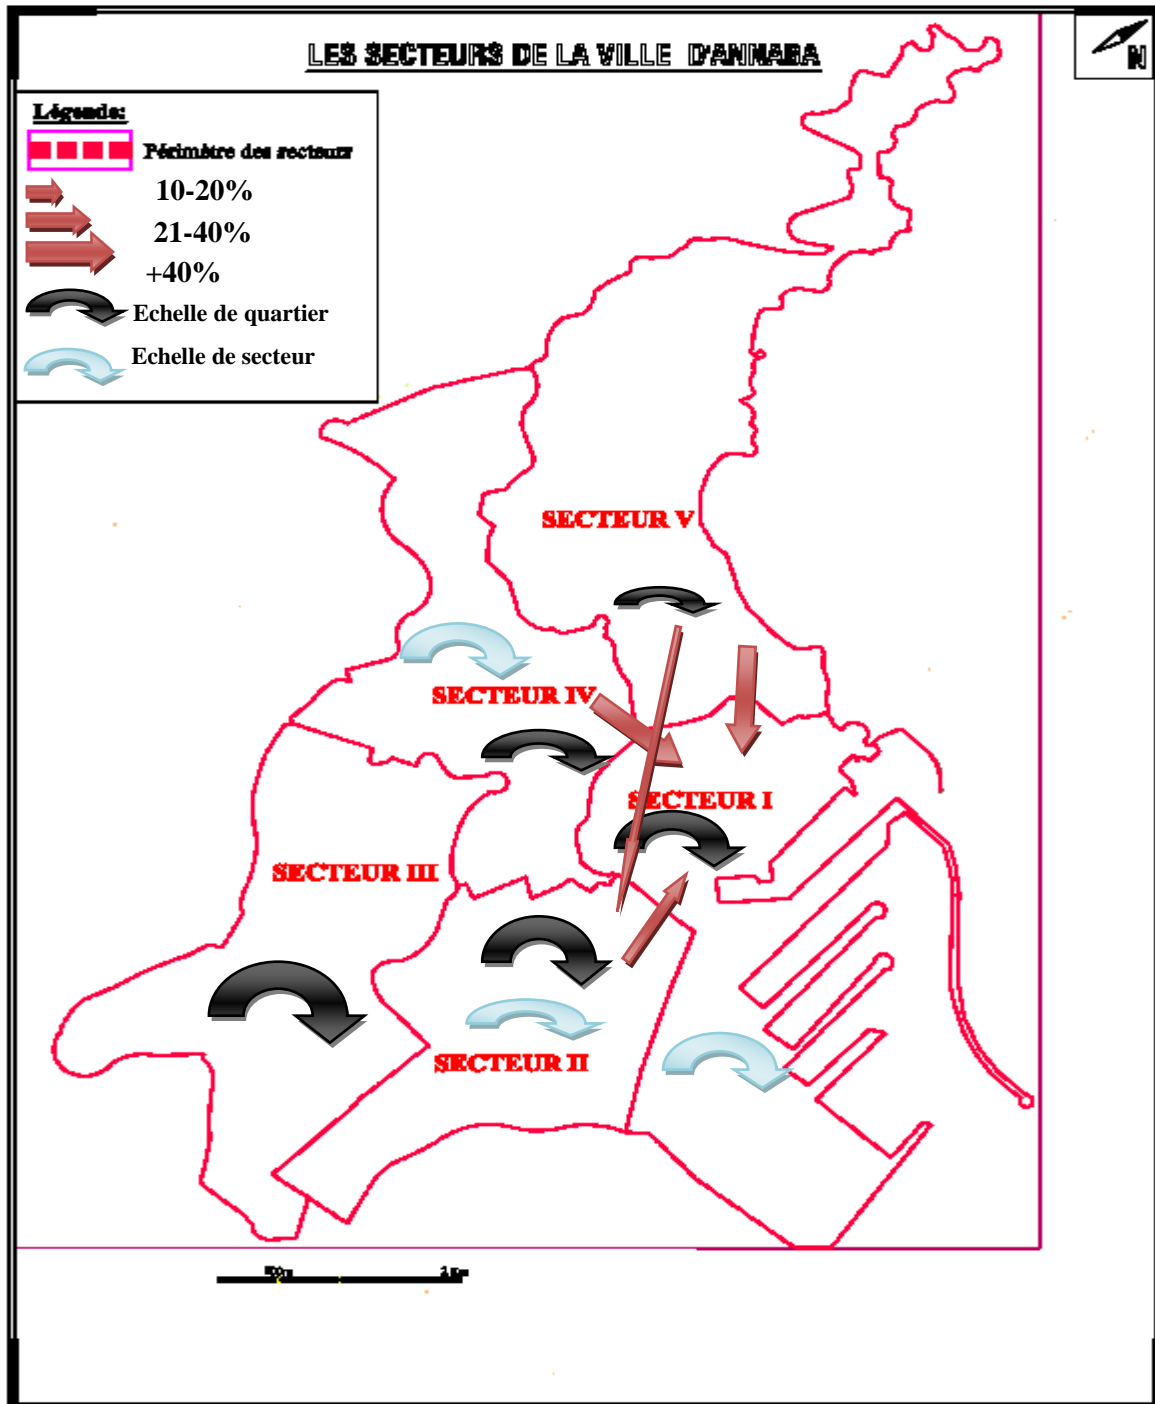 LES SECTEURS DE LA VILLE D'ANNABA
N
Légende:
Périmètre des secteurs
10-20%
21-40%
+40%
Echelle de quartier
Echelle de secteur
SECTEUR V
SECTEUR IV
SECTEUR I
SECTEUR III
SECTEUR II